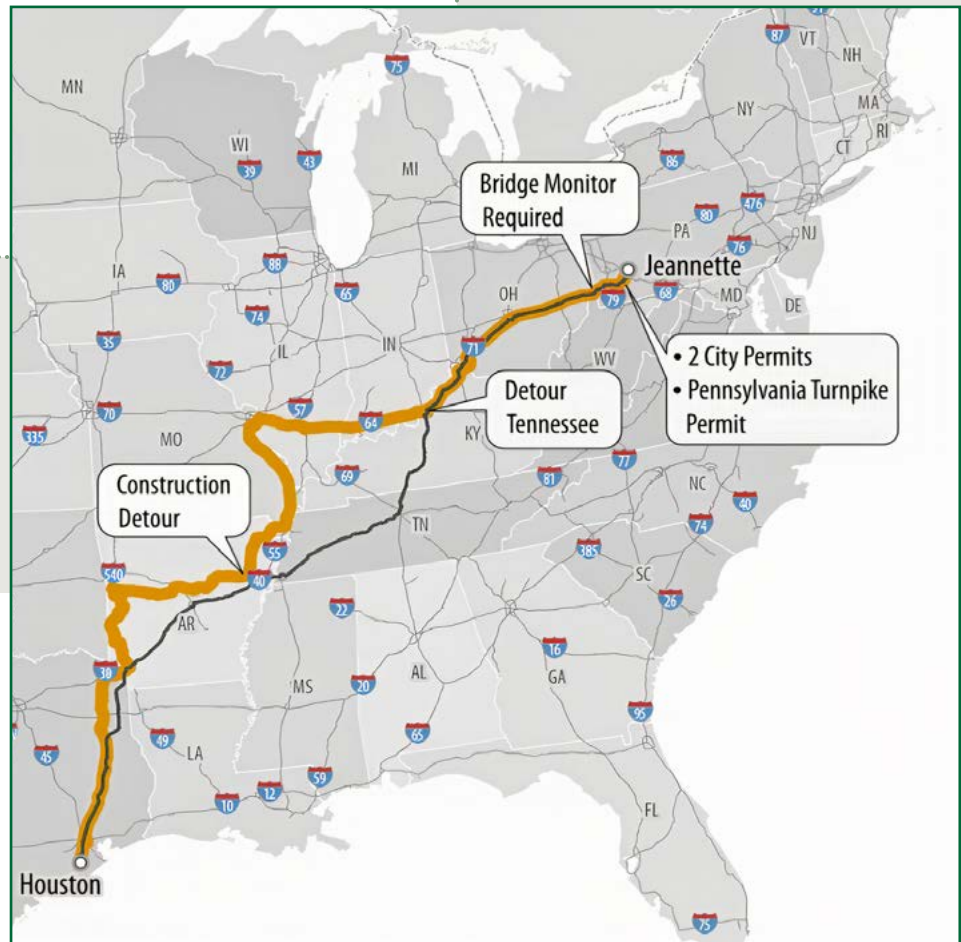 87
VT
NH
75
MN
MA
NY
WI
43
RI
39
86
CT
MI
Bridge Monitor
Required
476
80
PA
NJ
76
IA
88
Jeannette
80
65
OH
79
68
MD
DE
74
35
IL
IN
71
WV
• 2 City Permits
• Pennsylvania Turnpike
Permit
72
57
Detour
Tennessee
70
64
MO
KY
335
77
69
81
Construction
Detour
NC
40
TN
74
55
385
540
40
SC
22
26
AR
16
30
AL
GA
MS
20
95
49
65
LA
45
59
12
10
FL
Houston
75